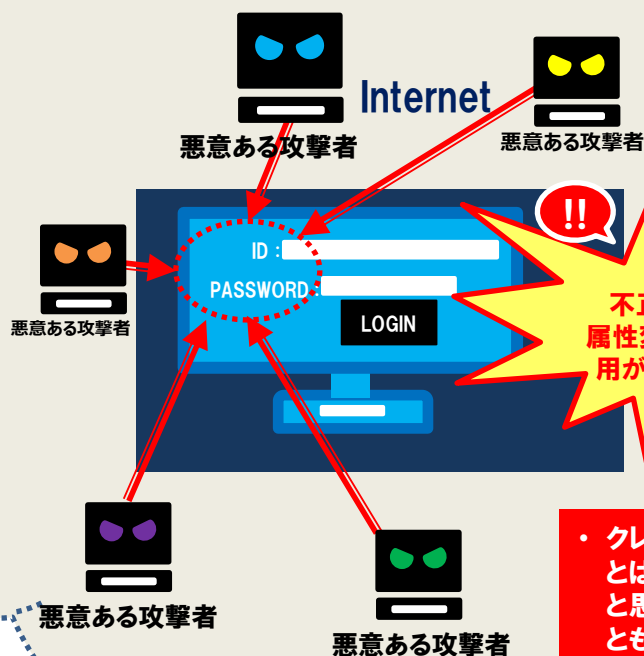 Internet
悪意ある攻撃者
悪意ある攻撃者
!!
ID :
悪意ある攻撃者
PASSWORD :
LOGIN
不正
属性変
用が
悪意ある攻撃者
悪意ある攻撃者
・ クレ
とは
と思
とも